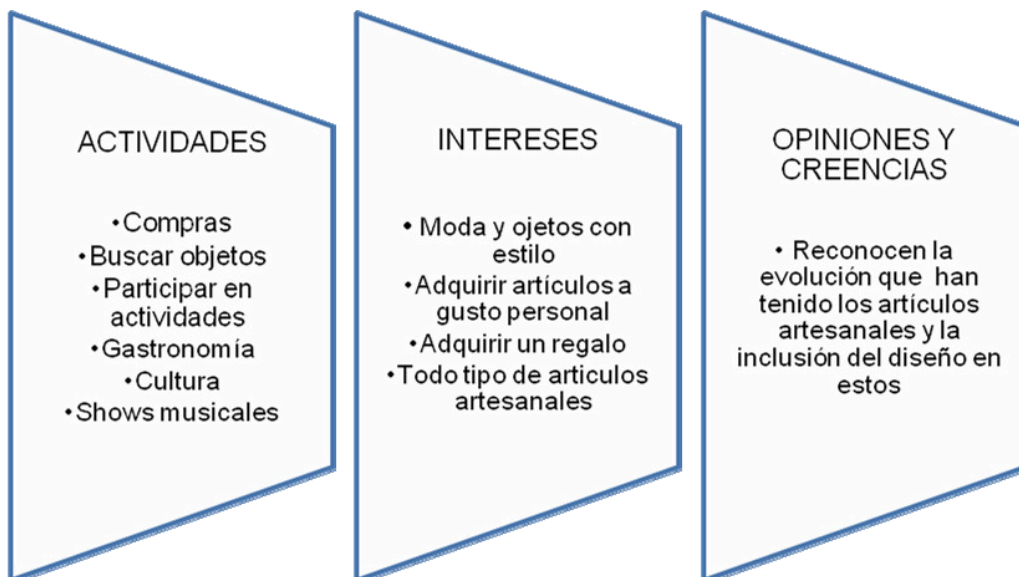 ACTIVIDADES
•Compras
•Buscar objetos
•Participar en
actividades
•Gastronomía
•Cultura
•Shows musicales
INTERESES
• Moda y ojetos con
estilo
•Adquirir artículos a
gusto personal
•Adquirir un regalo
•Todo tipo de articulos
artesanales
OPINIONES Y
CREENCIAS
• Reconocen la
evolución que han
tenido los artículos
artesanales y la
inclusión del diseño en
estos